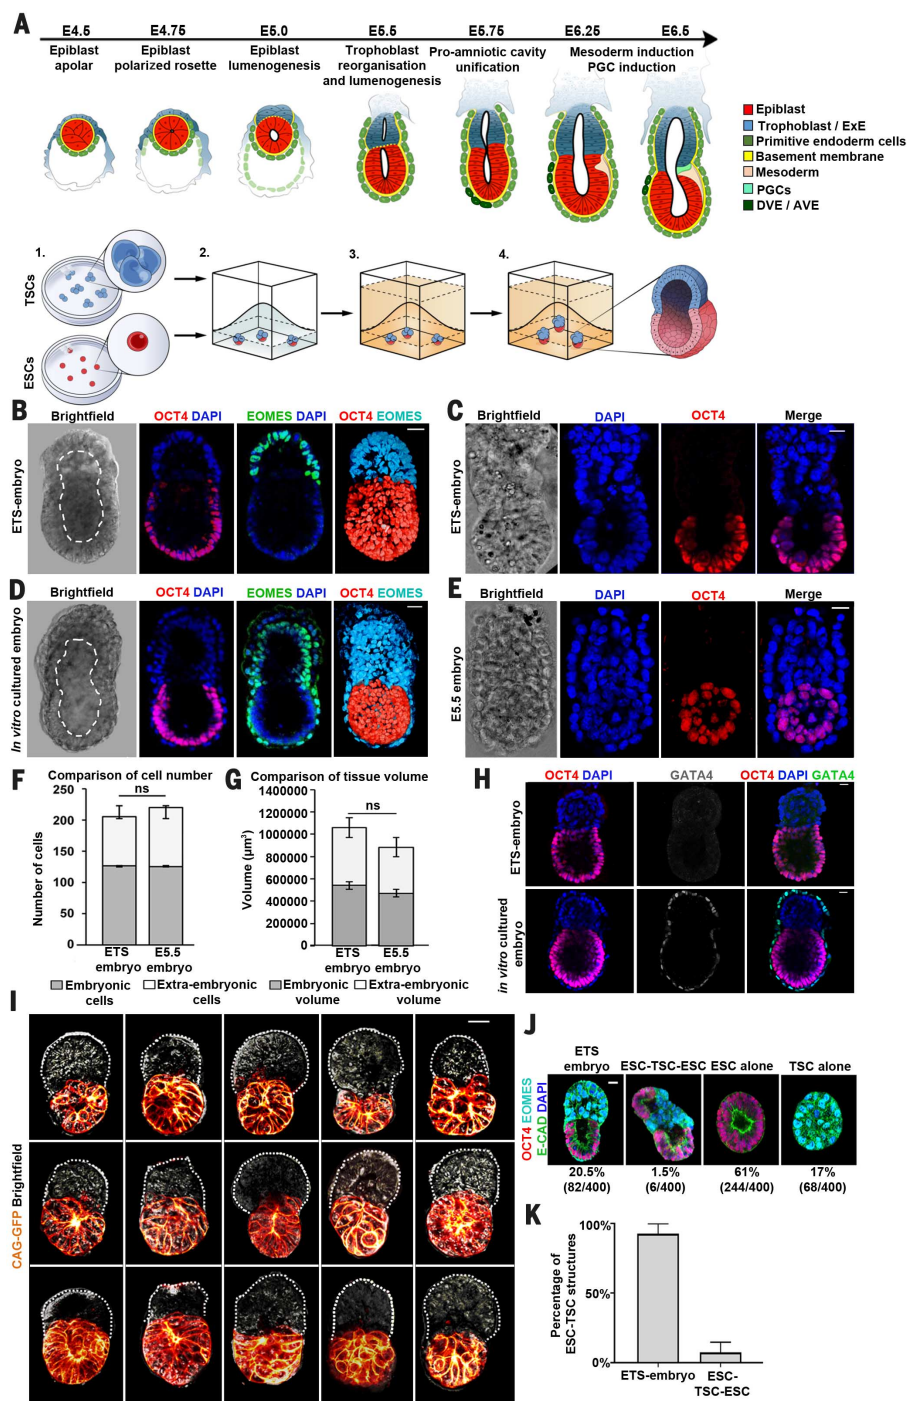 A
E4.5 E4.75 E5.0 E5.5 E5.75 E6.25 E6.5
Epiblast apolar
Epiblast polarized rosette
Epiblast lumenogenesis
Trophoblast reorganisation and lumenogenesis
Pro-amniotic cavity unification
Mesoderm induction PGC induction
Epiblast
Trophoblast / ExE
Primitive endoderm cells
Basement membrane
Mesoderm
PGCs
DVE / AVE
1. 2. 3. 4.
TSCs
ESCs
B
Brightfield OCT4 DAPI EOMES DAPI OCT4 EOMES
ETS-embryo
C
Brightfield DAPI OCT4 Merge
ETS-embryo
D
Brightfield OCT4 DAPI EOMES DAPI OCT4 EOMES
In vitro cultured embryo
E
Brightfield DAPI OCT4 Merge
E5.5 embryo
F
Comparison of cell number
ns
Number of cells
250
200
150
100
50
0
ETS embryo
E5.5 embryo
Embryonic cells
Extra-embryonic cells
G
Comparison of tissue volume
ns
Volume (µm³)
1400000
1200000
1000000
800000
600000
400000
200000
0
ETS embryo
E5.5 embryo
Embryonic volume
Extra-embryonic volume
H
OCT4 DAPI GATA4 OCT4 DAPI GATA4
ETS-embryo
in vitro cultured embryo
I
CAG-GFP Brightfield
J
ETS embryo
ESC-TSC-ESC ESC alone TSC alone
OCT4 EOMES
E-CAD DAPI
20.5% 1.5% 61% 17%
(82/400) (6/400) (244/400) (68/400)
K
Percentage of ESC-TSC structures
100%
50%
0%
ETS-embryo
ESC-TSC-ESC